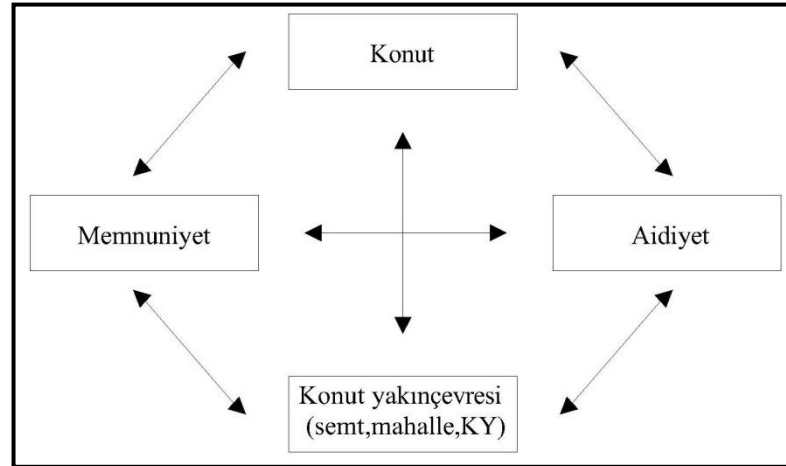 Konut
Memnuniyet
Aidiyet
Konut yakınçevresi
(semt,mahalle,KY)